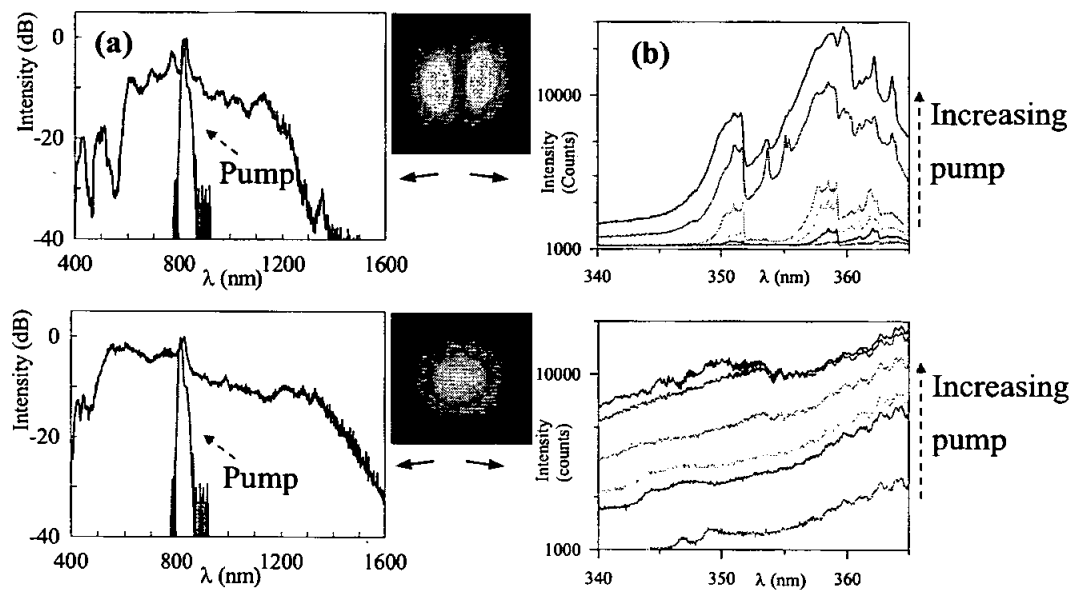 (a)
Intensity (dB)
0
-20
-40
Pump
400 800 1200 1600
λ (nm)
(b)
Intensity
(Counts)
10000
1000
340 350 λ (nm) 360
Increasing
pump
Intensity (dB)
0
-20
-40
Pump
400 800 1200 1600
λ (nm)
Intensity
(counts)
10000
1000
340 350 λ (nm) 360
Increasing
pump